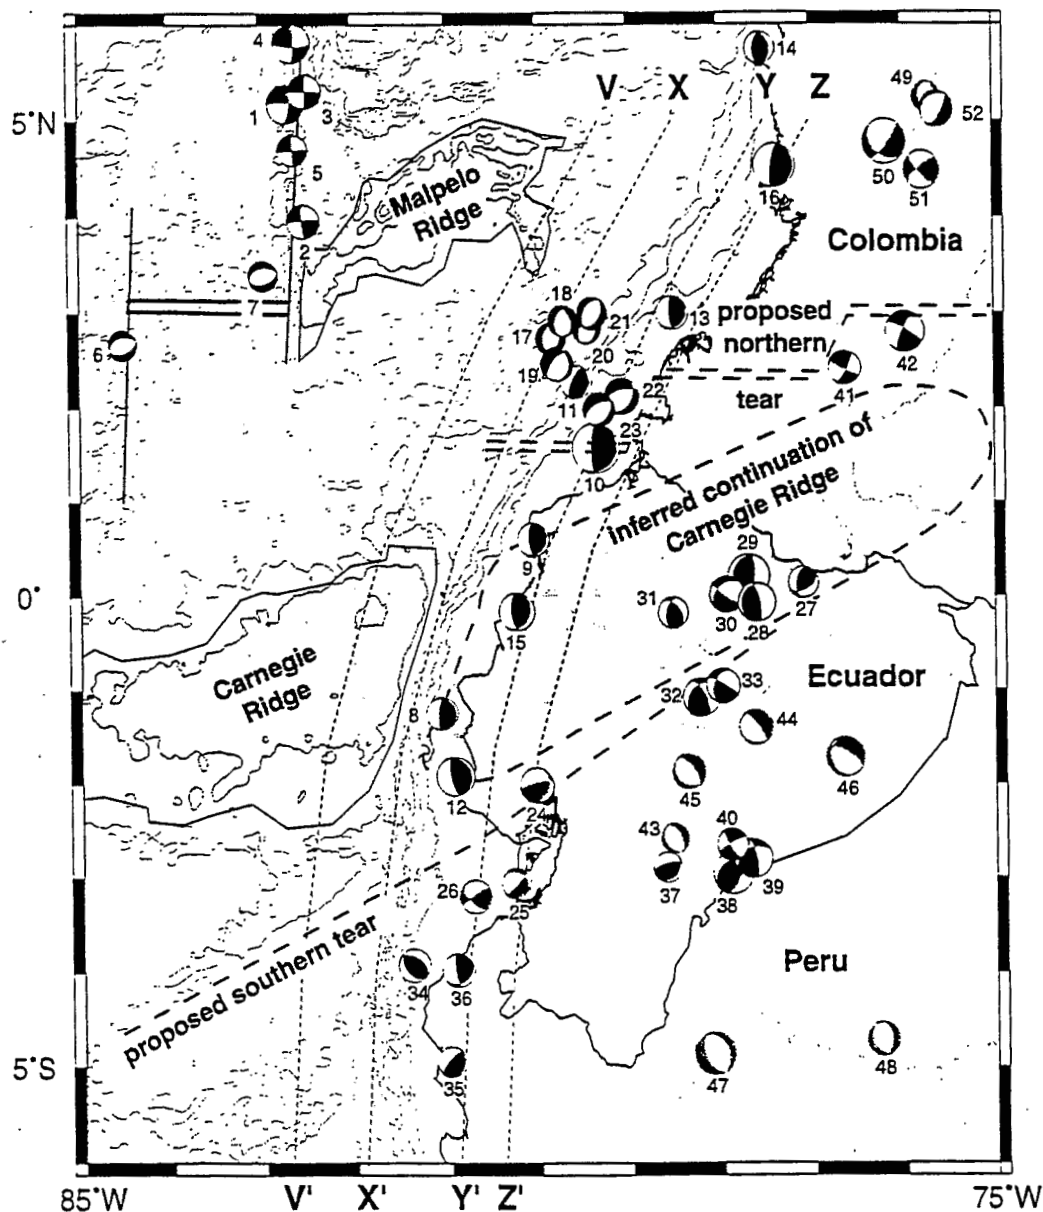 4
14
V X Y Z
49
52
1
3
5°N
5
50
51
16
Malpelo
Ridge
2
Colombia
7
18
21
13
proposed
17
northern
20
42
6
19
41
22
tear
11
23
10
inferred continuation of
Carnegie Ridge
9
29
0°
31
30
28
27
15
Carnegie
Ridge
32
33
Ecuador
8
44
12
45
46
24
43
40
37
39
38
26
25
proposed southern tear
34
36
Peru
5°S
35
47
48
85°W
V' X' Y' Z'
75°W